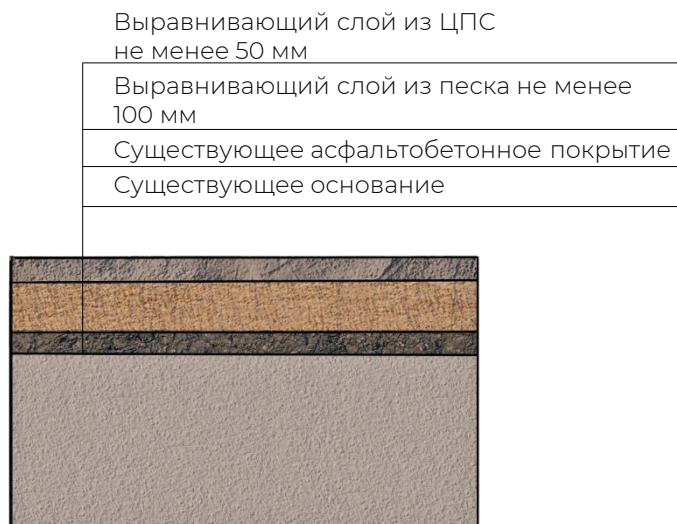 Выравнивающий слой из ЦПС
не менее 50 мм
Выравнивающий слой из песка не менее
100 мм
Существующее асфальтобетонное покрытие
Существующее основание